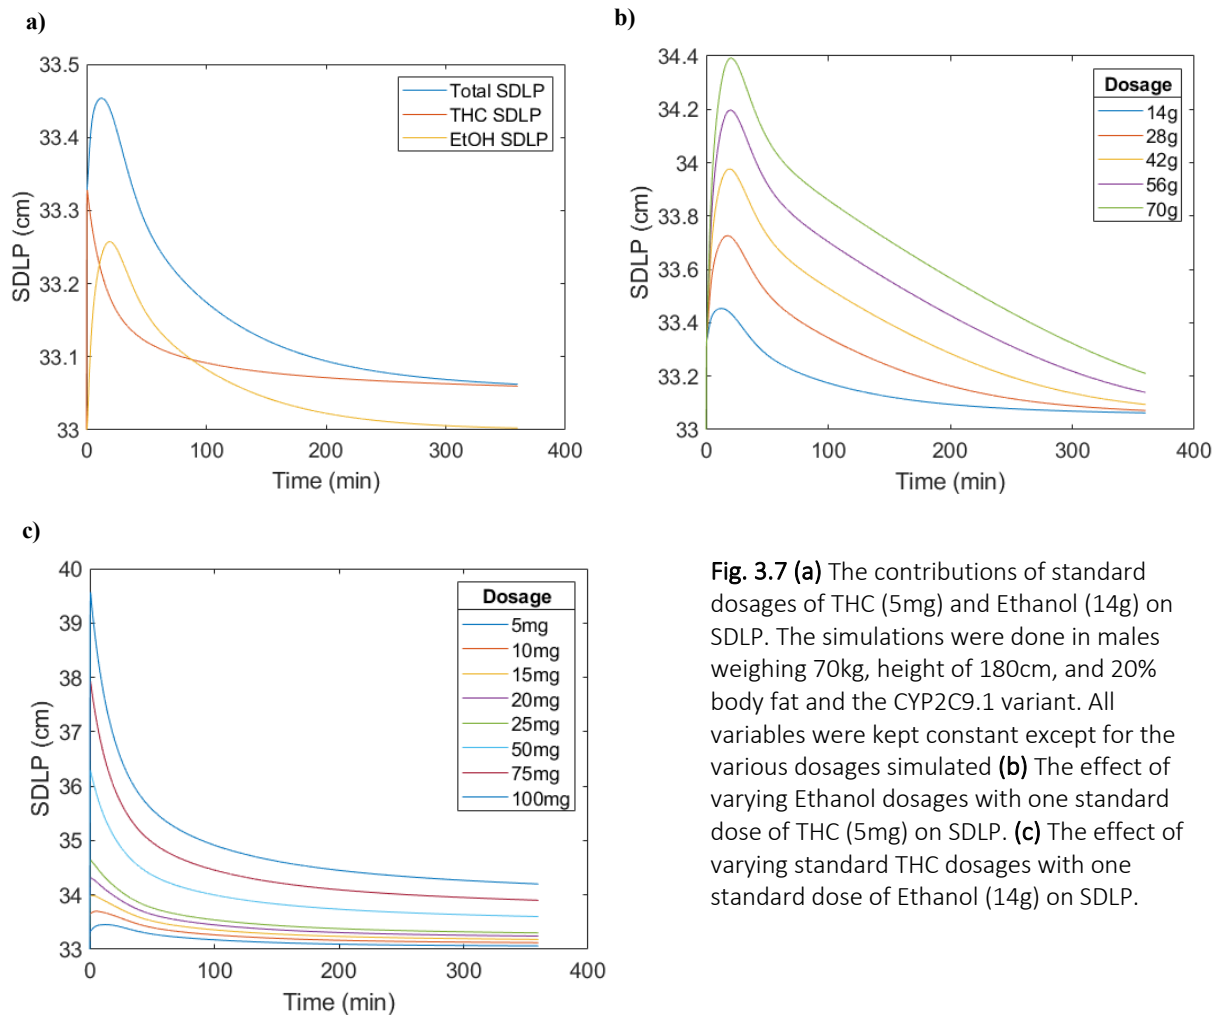 a)
33.5
33.4
33.3
33.2
33.1
33
0
100
200
300
400
SDLP (cm)
Time (min)
Total SDLP
THC SDLP
EtOH SDLP
b)
34.4
34.2
34
33.8
33.6
33.4
33.2
33
0
100
200
300
400
SDLP (cm)
Time (min)
Dosage
14g
28g
42g
56g
70g
c)
40
39
38
37
36
35
34
33
0
100
200
300
400
SDLP (cm)
Time (min)
Dosage
5mg
10mg
15mg
20mg
25mg
50mg
75mg
100mg
Fig. 3.7 (a) The contributions of standard
dosages of THC (5mg) and Ethanol (14g) on
SDLP. The simulations were done in males
weighing 70kg, height of 180cm, and 20%
body fat and the CYP2C9.1 variant. All
variables were kept constant except for the
various dosages simulated (b) The effect of
varying Ethanol dosages with one standard
dose of THC (5mg) on SDLP. (c) The effect of
varying standard THC dosages with one
standard dose of Ethanol (14g) on SDLP.